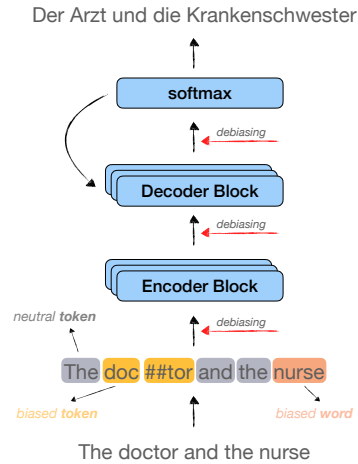 Der Arzt und die Krankenschwester
softmax
debiasing
Decoder Block
debiasing
Encoder Block
debiasing
neutral token
The doc ##tor and the nurse
biased token
biased word
The doctor and the nurse